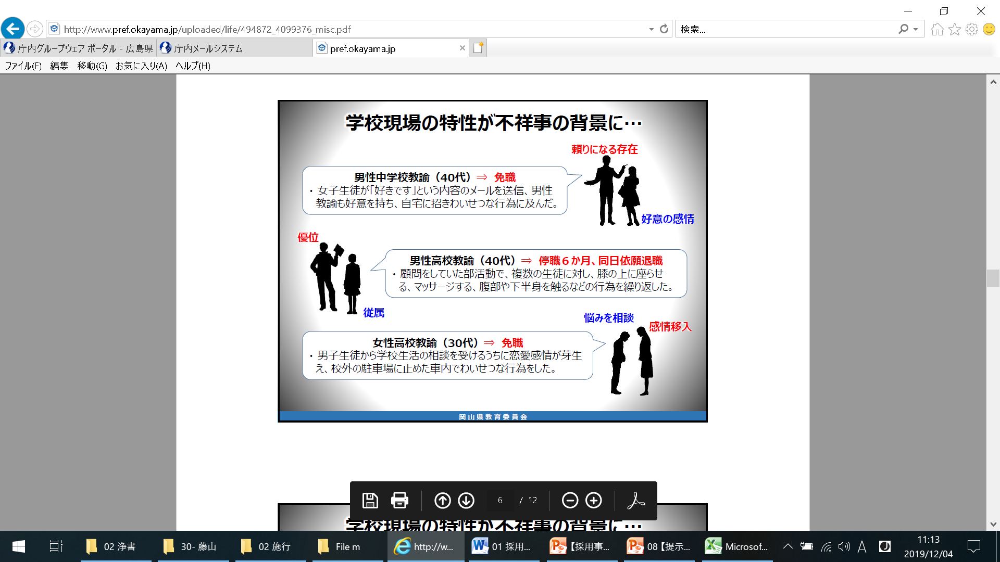 http://www.pref.okayama.jp/uploaded/life/494872_4099376_misc.pdf
検索...
庁内グループウェア ポータル - 広島県
庁内メールシステム
pref.okayama.jp
ファイル(F) 編集 移動(G) お気に入り(A) ヘルプ(H)
学校現場の特性が不祥事の背景に…
頼りになる存在
男性中学校教諭（40代）⇒ 免職
・女子生徒が「好きです」という内容のメールを送信、男性
教諭も好意を持ち、自宅に招きわいせつな行為に及んだ。
好意の感情
優位
男性高校教諭（40代）⇒ 停職６か月、同日依願退職
・顧問をしていた部活動で、複数の生徒に対し、膝の上に座らせ
る、マッサージする、腹部や下半身を触るなどの行為を繰り返した。
従属
悩みを相談
感情移入
女性高校教諭（30代）⇒ 免職
・男子生徒から学校生活の相談を受けるうちに恋愛感情が芽生
え、校外の駐車場に止めた車内でわいせつな行為をした。
岡山県教育委員会
6 / 12
学校現場の特性が不祥事の背景に…
02 浄書
30- 藤山
02 施行
File m
http://w...
01 採用...
【採用事...
08【提示...
Microsof...
A
11:13
2019/12/04